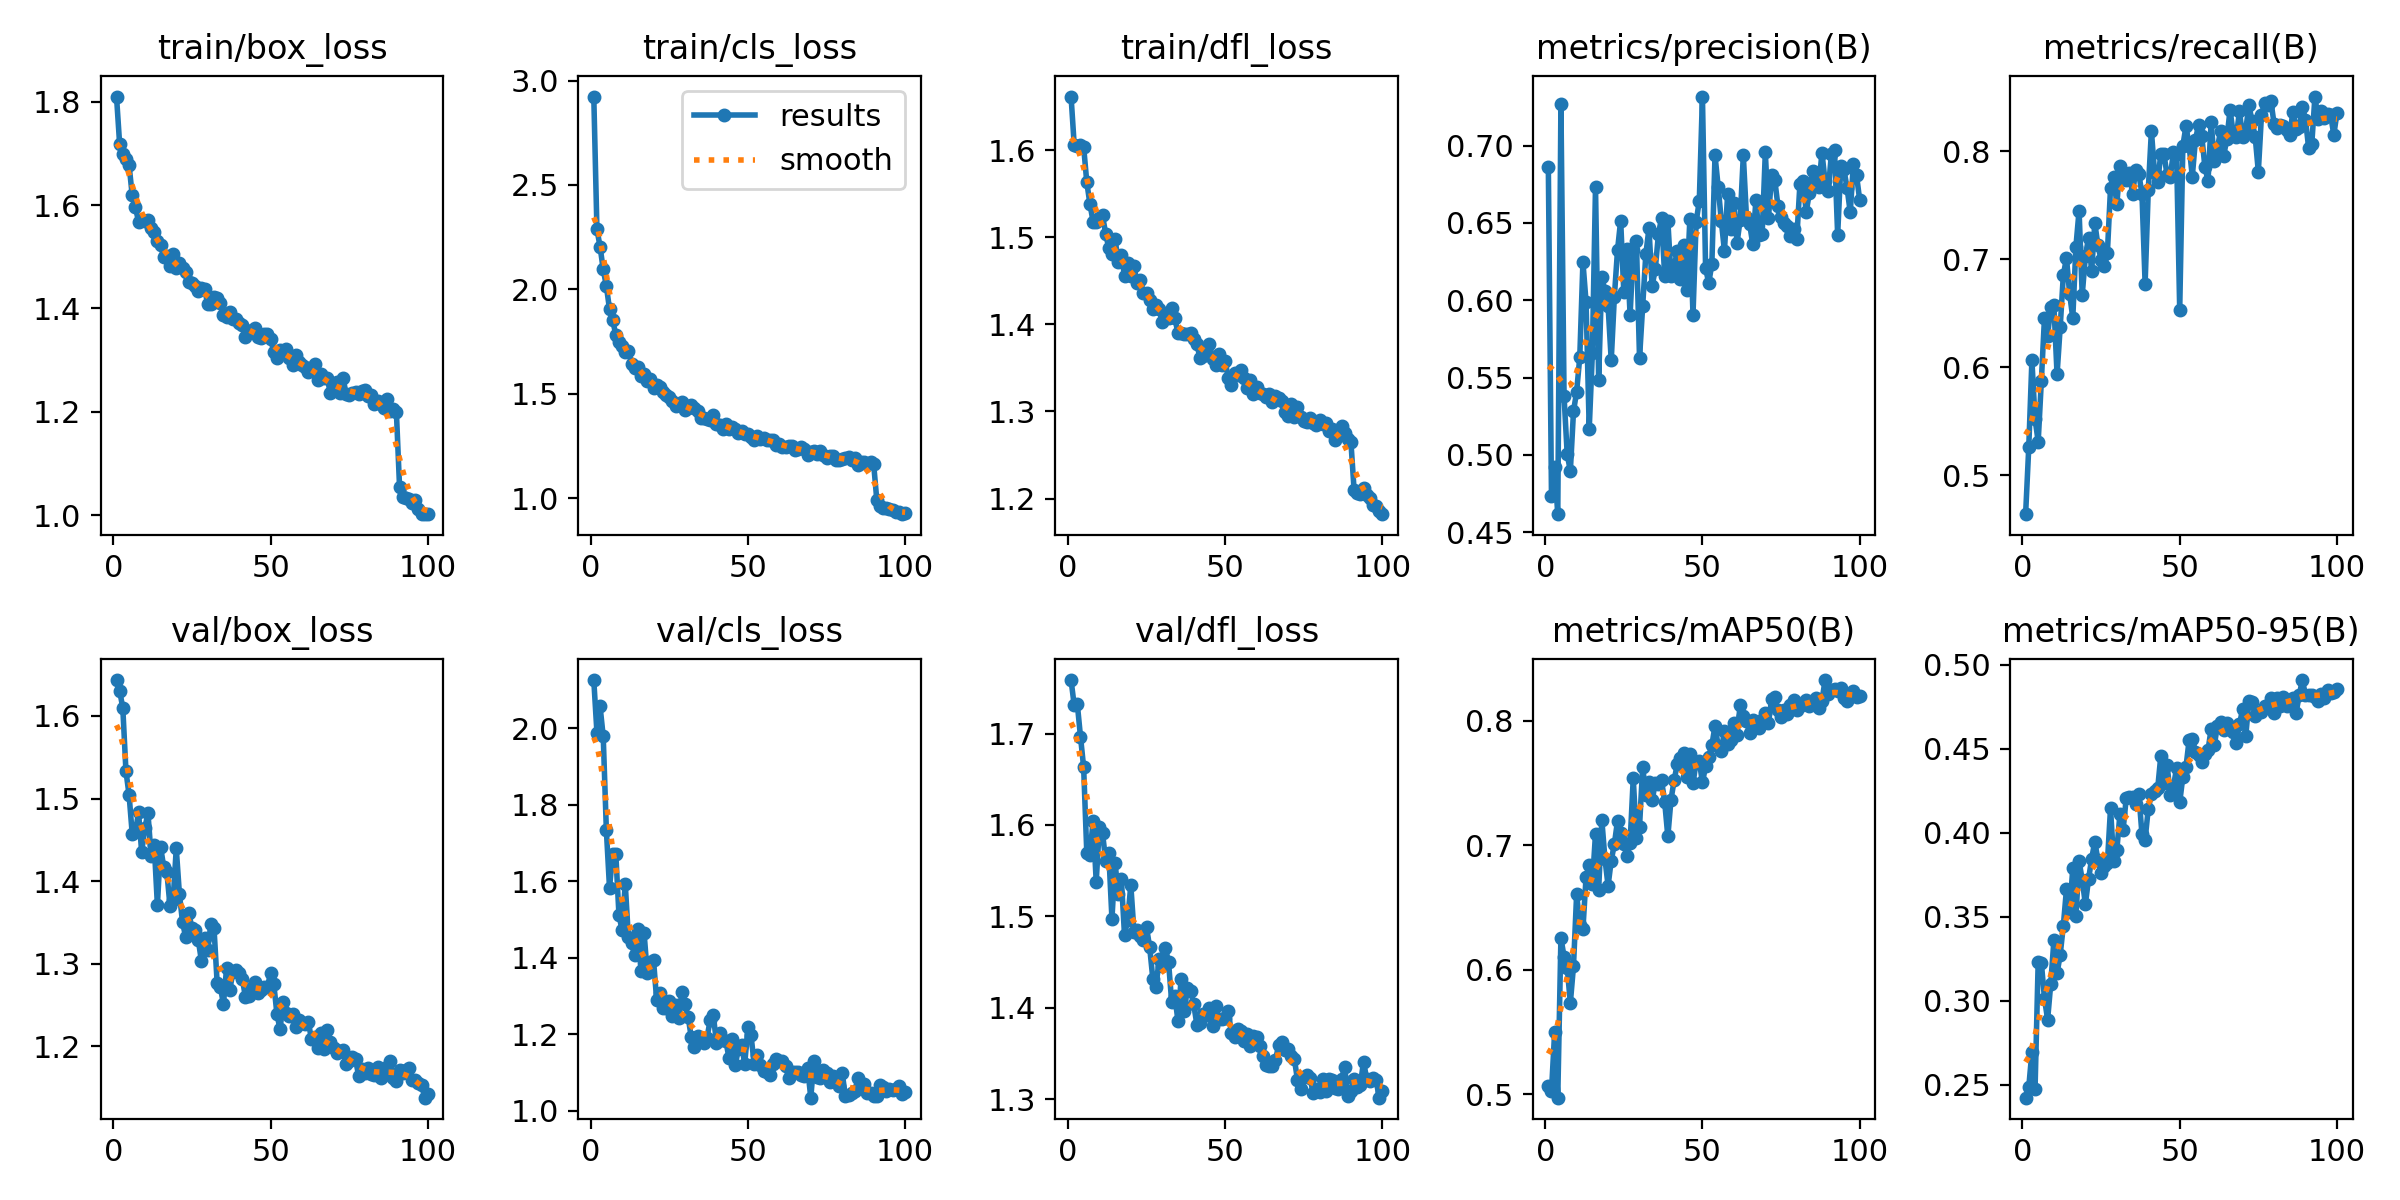 train/box_loss
train/cls_loss
train/dfl_loss
metrics/precision(B)
metrics/recall(B)
1.8
1.6
1.4
1.2
1.0
0 50 100
3.0
2.5
2.0
1.5
1.0
results
smooth
0 50 100
1.6
1.5
1.4
1.3
1.2
0 50 100
0.70
0.65
0.60
0.55
0.50
0.45
0 50 100
0.8
0.7
0.6
0.5
0 50 100
val/box_loss
val/cls_loss
val/dfl_loss
metrics/mAP50(B)
metrics/mAP50-95(B)
1.6
1.5
1.4
1.3
1.2
0 50 100
2.0
1.8
1.6
1.4
1.2
1.0
0 50 100
1.7
1.6
1.5
1.4
1.3
0 50 100
0.8
0.7
0.6
0.5
0 50 100
0.50
0.45
0.40
0.35
0.30
0.25
0 50 100